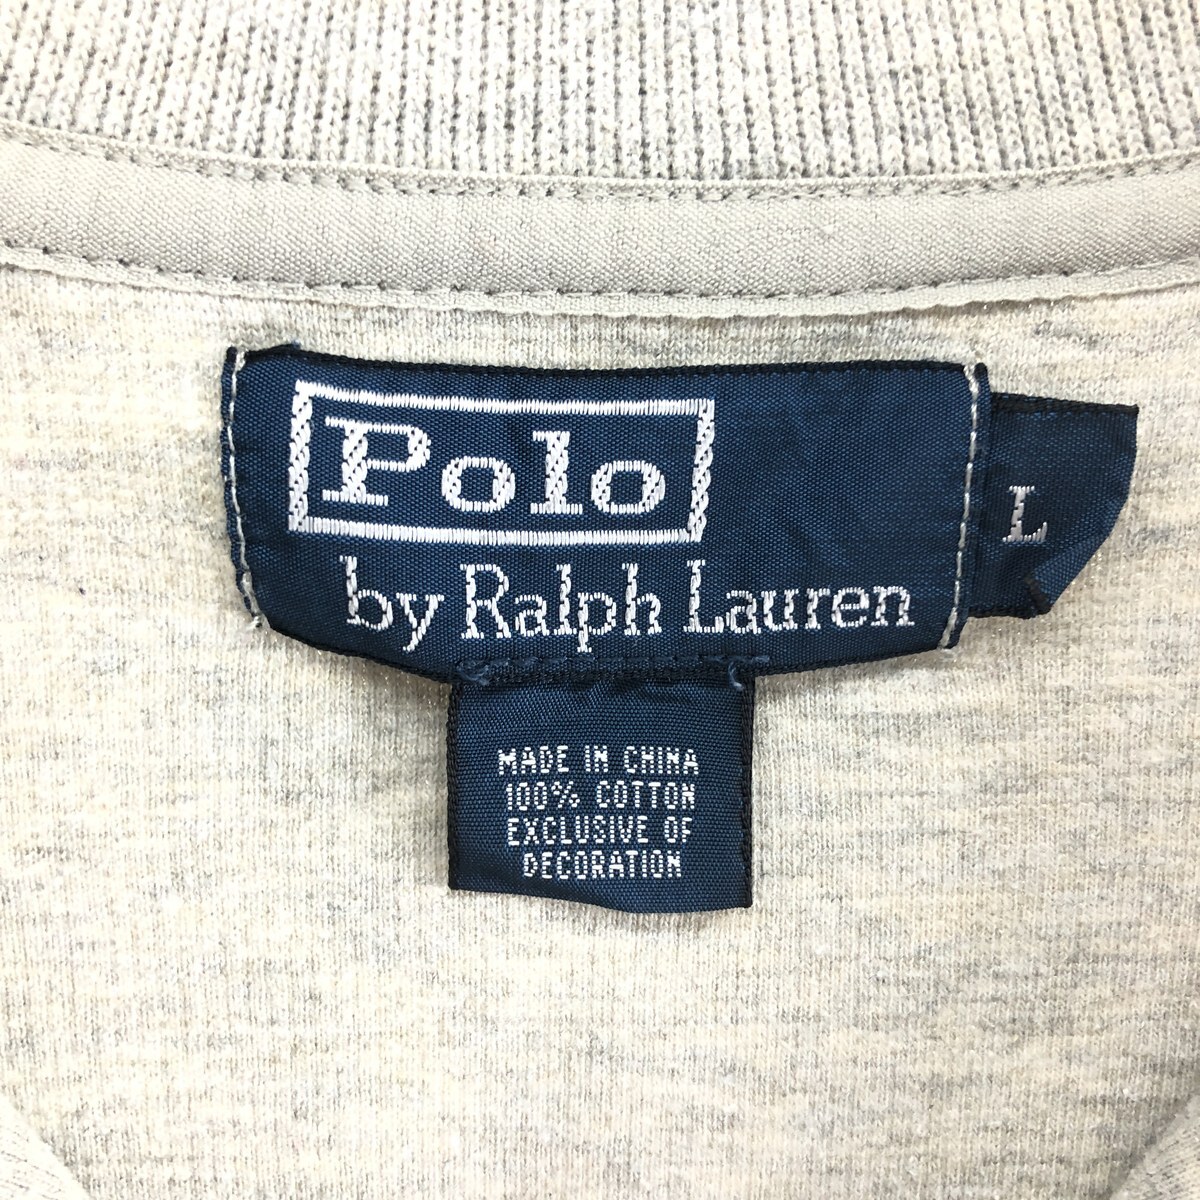 Polo
by Ralph Lauren
L
MADE IN CHINA
100% COTTON
EXCLUSIVE OF
DECORATION